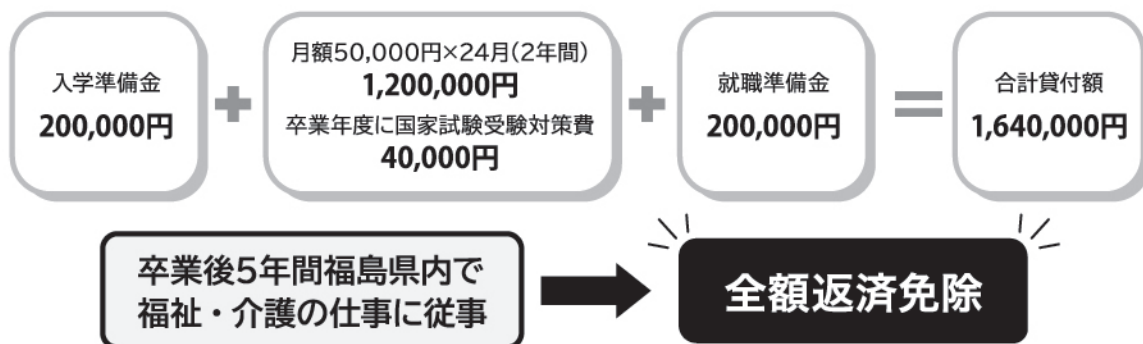 入学準備金
200,000円
+
月額50,000円×24月(2年間)
1,200,000円
卒業年度に国家試験受験対策費
40,000円
+
就職準備金
200,000円
=
合計貸付額
1,640,000円
卒業後5年間福島県内で
福祉・介護の仕事に従事
全額返済免除